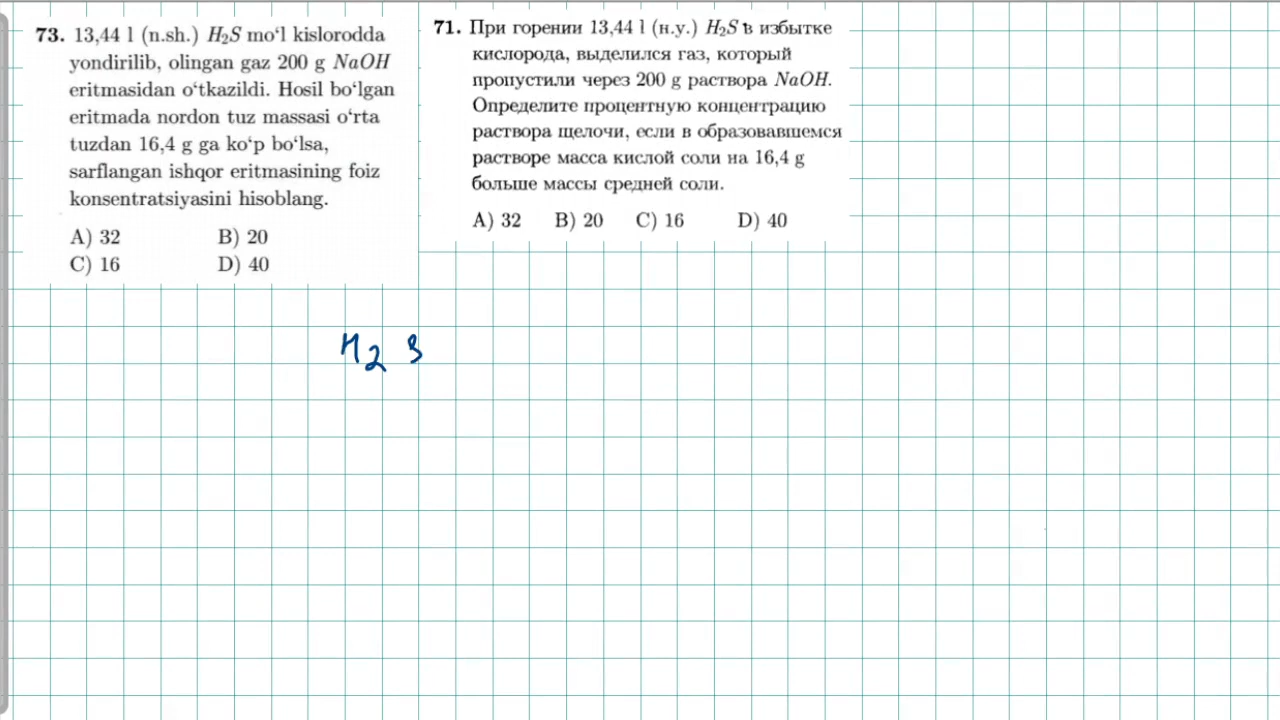 73. 13,44 l (n.sh.) H₂S mo‘l kislorodda
yondirilib, olingan gaz 200 g NaOH
eritmasidan o‘tkazildi. Hosil bo‘lgan
eritmada nordon tuz massasi o‘rta
tuzdan 16,4 g ga ko‘p bo‘lsa,
sarflangan ishqor eritmasining foiz
konsentratsiyasini hisoblang.
A) 32 B) 20
C) 16 D) 40
71. При горении 13,44 l (н.у.) H₂S в избытке
кислорода, выделился газ, который
пропустили через 200 g раствора NaOH.
Определите процентную концентрацию
раствора щелочи, если в образовавшемся
растворе масса кислой соли на 16,4 g
больше массы средней соли.
A) 32 B) 20 C) 16 D) 40
H₂ S